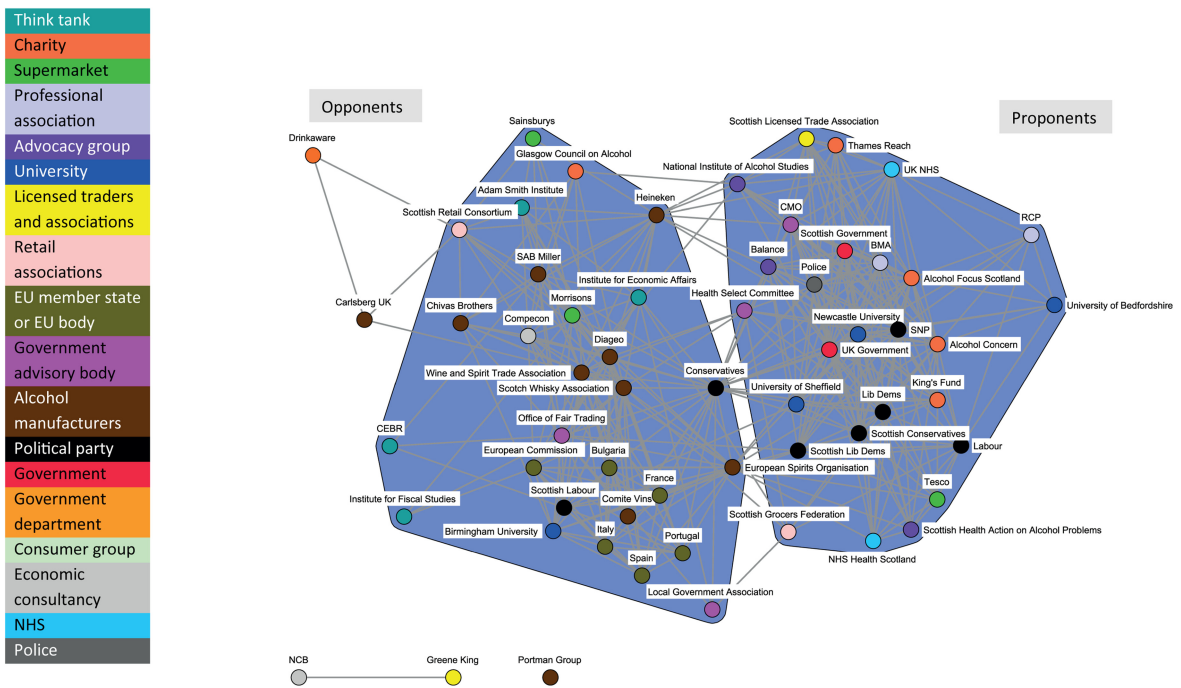 Think tank
Charity
Supermarket
Professional
association
Advocacy group
University
Licensed traders
and associations
Retail
associations
EU member state
or EU body
Government
advisory body
Alcohol
manufacturers
Political party
Government
Government
department
Consumer group
Economic
consultancy
NHS
Police
Opponents
Proponents
Drinkaware
Sainsburys
Glasgow Council on Alcohol
Adam Smith Institute
Scottish Retail Consortium
Heineken
SAB Miller
Institute for Economic Affairs
Carlsberg UK
Chivas Brothers
Morrisons
Compecon
Diageo
Wine and Spirit Trade Association
Scotch Whisky Association
Conservatives
Office of Fair Trading
CEBR
European Commission
Bulgaria
European Spirits Organisation
France
Institute for Fiscal Studies
Scottish Labour
Comite Vins
Birmingham University
Italy
Portugal
Spain
Local Government Association
Scottish Licensed Trade Association
Thames Reach
National Institute of Alcohol Studies
UK NHS
CMO
RCP
Scottish Government
BMA
Balance
Police
Alcohol Focus Scotland
Health Select Committee
University of Bedfordshire
Newcastle University
SNP
UK Government
Alcohol Concern
University of Sheffield
King's Fund
Lib Dems
Scottish Conservatives
Labour
Scottish Lib Dems
Tesco
Scottish Grocers Federation
Scottish Health Action on Alcohol Problems
NHS Health Scotland
NCB
Greene King
Portman Group